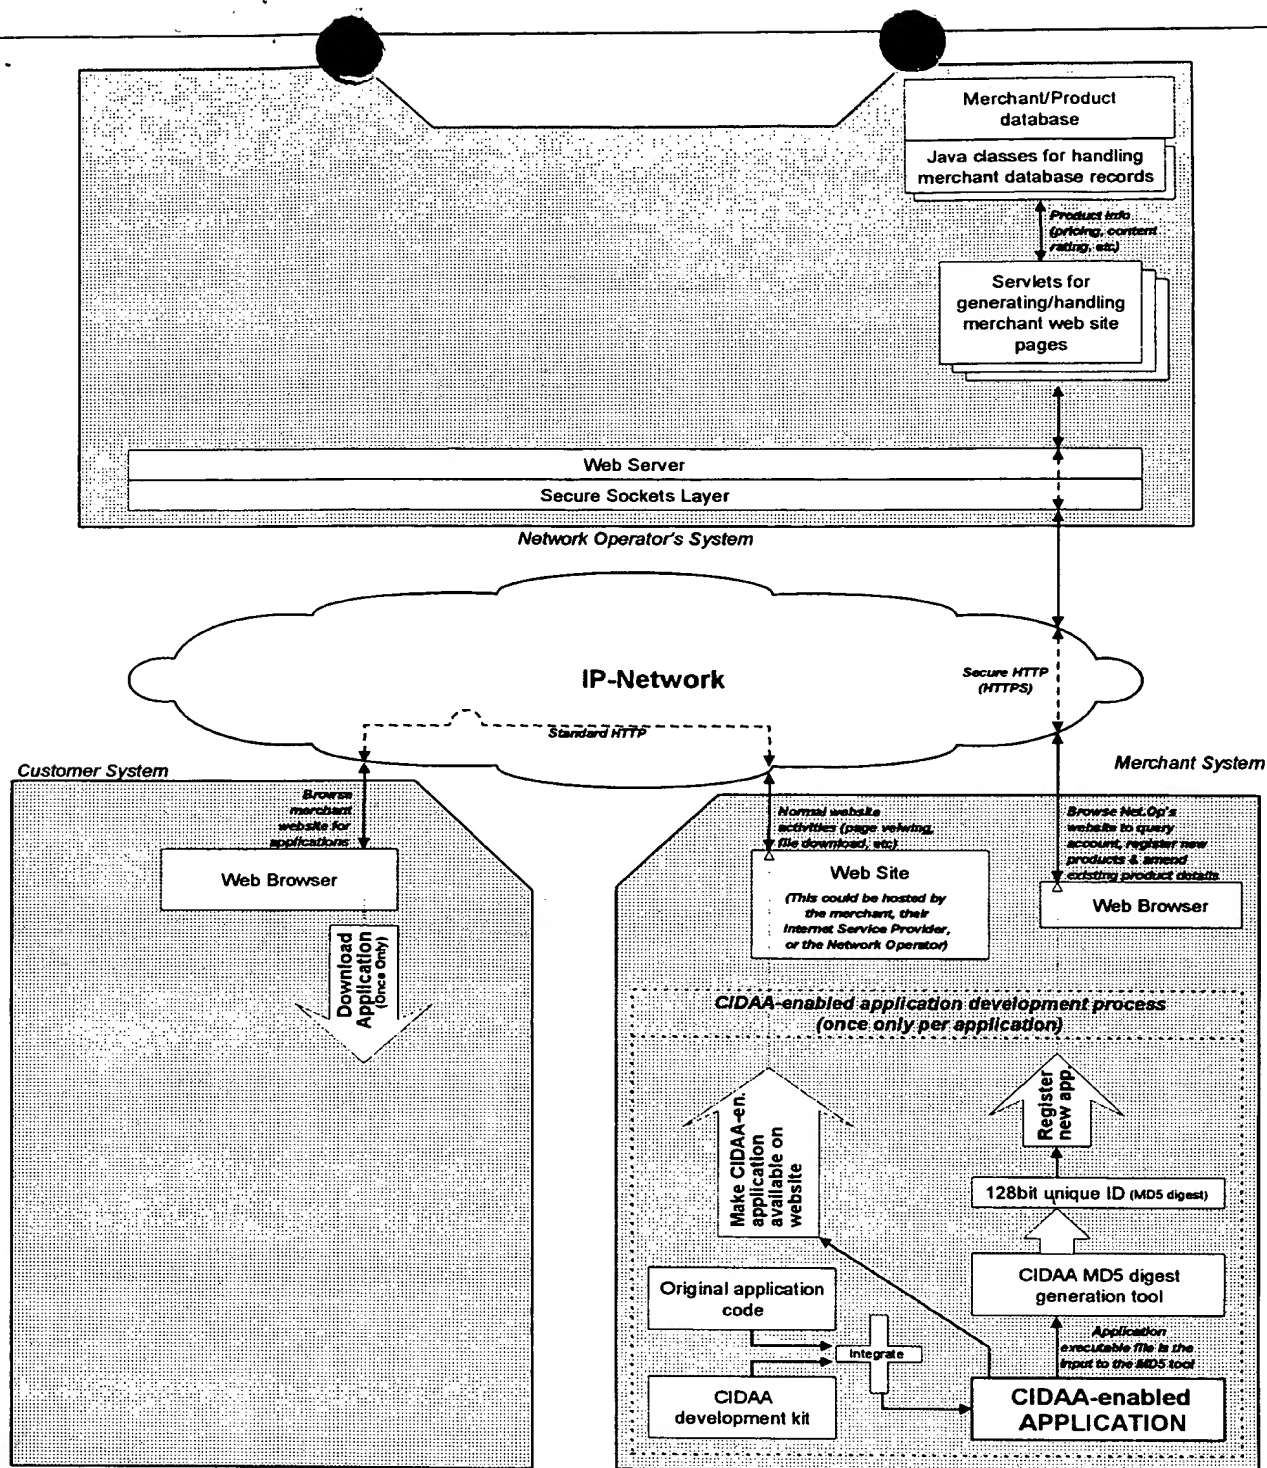 Merchant/Product
database
Java classes for handling
merchant database records
Product info
(pricing, content
rating, etc)
Servlets for
generating/handling
merchant web site
pages
Web Server
Secure Sockets Layer
Network Operator's System
IP-Network
Secure HTTP
(HTTPS)
Standard HTTP
Customer System
Merchant System
Browse
merchant
website for
applications
Web Browser
Download
Application
(Once Only)
Normal website
activities (page veiwing,
file download, etc)
Web Site
(This could be hosted by
the merchant, their
Internet Service Provider,
or the Network Operator)
Browse Net.Op's
website to query
account, register new
products & amend
existing product details
Web Browser
CIDAA-enabled application development process
(once only per application)
Make CIDAA-en.
application
available on
website
Register
new app.
128bit unique ID (MD5 digest)
CIDAA MD5 digest
generation tool
Original application
code
Integrate
Application
executable file is the
input to the MD5 tool
CIDAA
development kit
CIDAA-enabled
APPLICATION